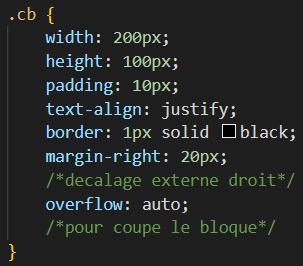 .cb {
width: 200px;
height: 100px;
padding: 10px;
text-align: justify;
border: 1px solid black;
margin-right: 20px;
/*decalage externe droit*/
overflow: auto;
/*pour coupe le bloque*/
}